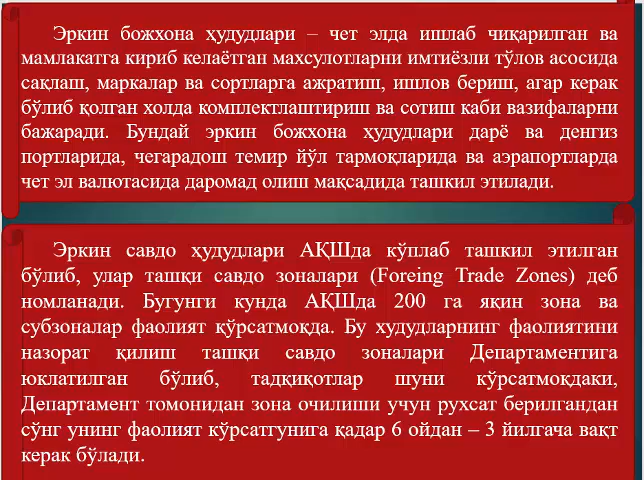 Эркин божхона ҳудудлари – чет элда ишлаб чиқарилган ва
мамлакатга кириб келаётган махсулотларни имтиёзли тўлов асосида
сақлаш, маркалар ва сортларга ажратиш, ишлов бериш, агар керак
бўлиб қолган холда комплектлаштириш ва сотиш каби вазифаларни
бажаради. Бундай эркин божхона ҳудудлари дарё ва денгиз
портларида, чегарадош темир йўл тармоқларида ва аэрапортларда
чет эл валютасида даромад олиш мақсадида ташкил этилади.
Эркин савдо ҳудудлари АҚШда кўплаб ташкил этилган
бўлиб, улар ташқи савдо зоналари (Foreing Trade Zones) деб
номланади. Бугунги кунда АҚШда 200 га яқин зона ва
субзоналар фаолият қўрсатмоқда. Бу худудларнинг фаолиятини
назорат қилиш ташқи савдо зоналари Департаментига
юклатилган бўлиб, тадқиқотлар шуни кўрсатмоқдаки,
Департамент томонидан зона очилиши учун рухсат берилгандан
сўнг унинг фаолият кўрсатгунига қадар 6 ойдан – 3 йилгача вақт
керак бўлади.